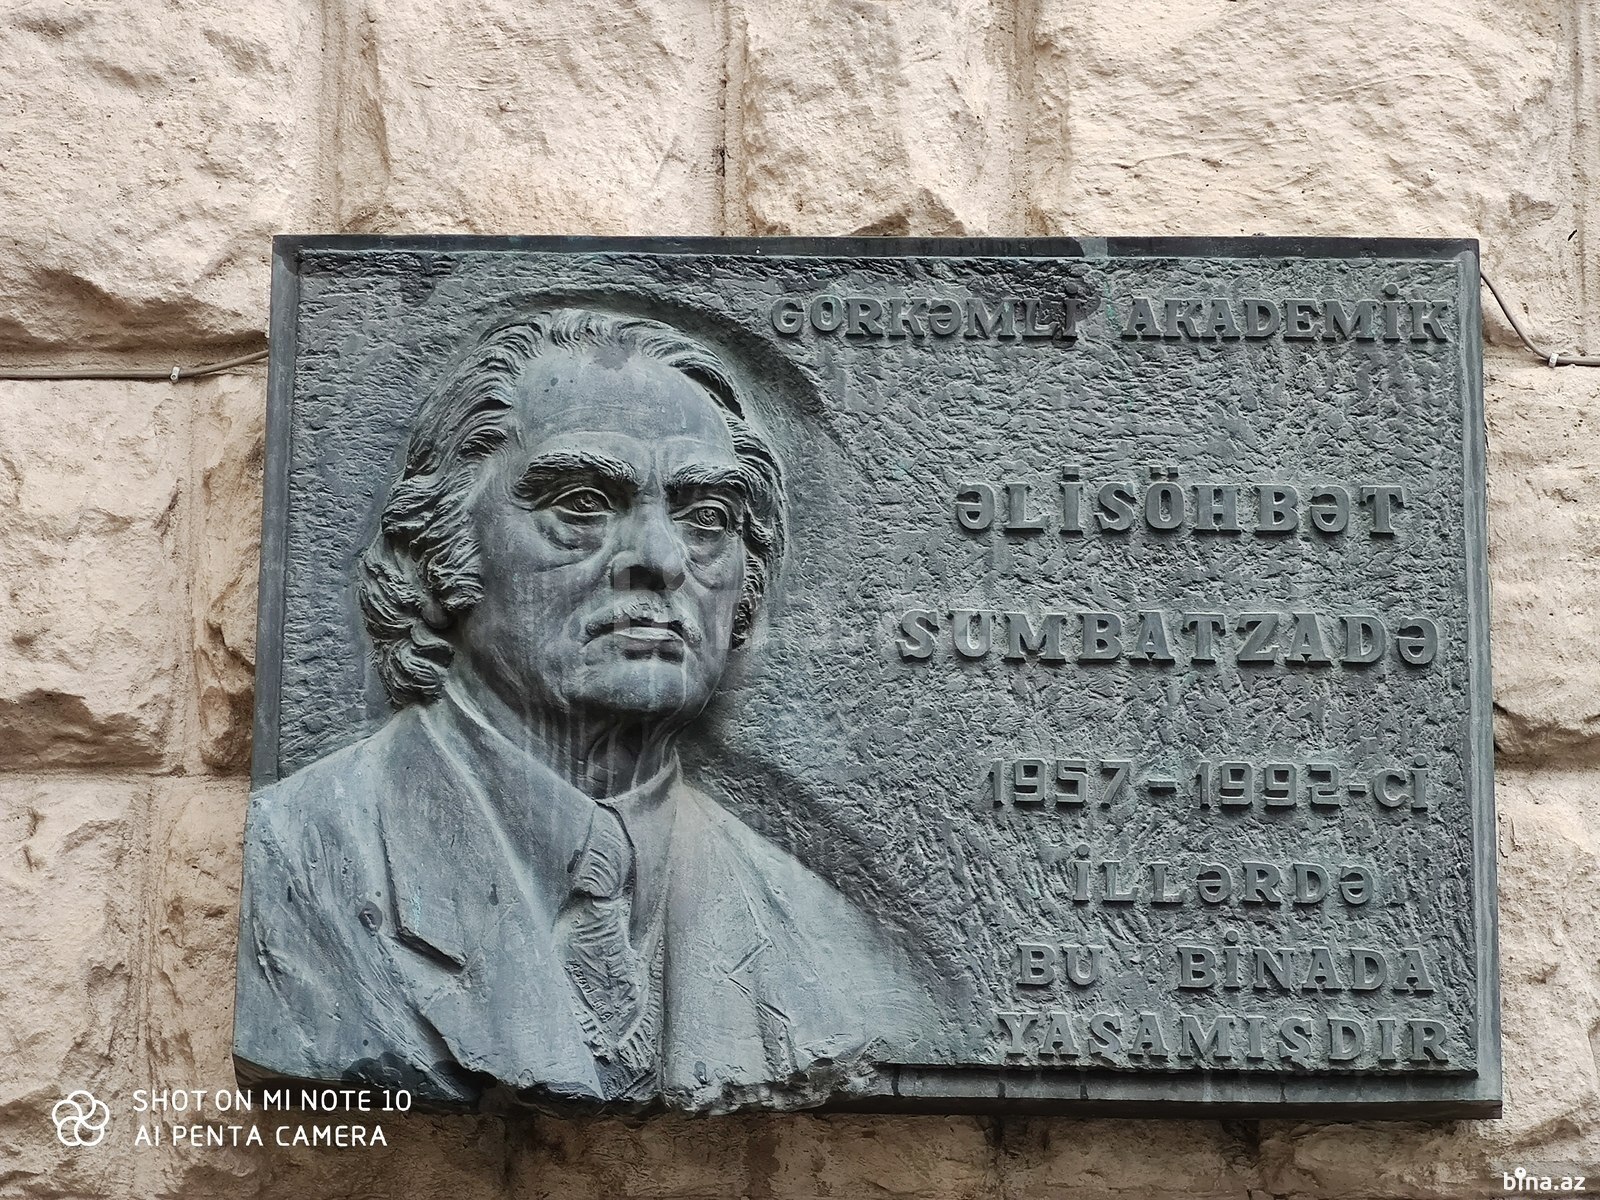 GÖRKƏMLİ AKADEMİK
ƏLİSÖHBƏT
SUMBATZADƏ
1957-1992-Cİ
İLLƏRDƏ
BU BİNADA
YAŞAMIŞDIR
SHOT ON MI NOTE 10
AI PENTA CAMERA
bina.az